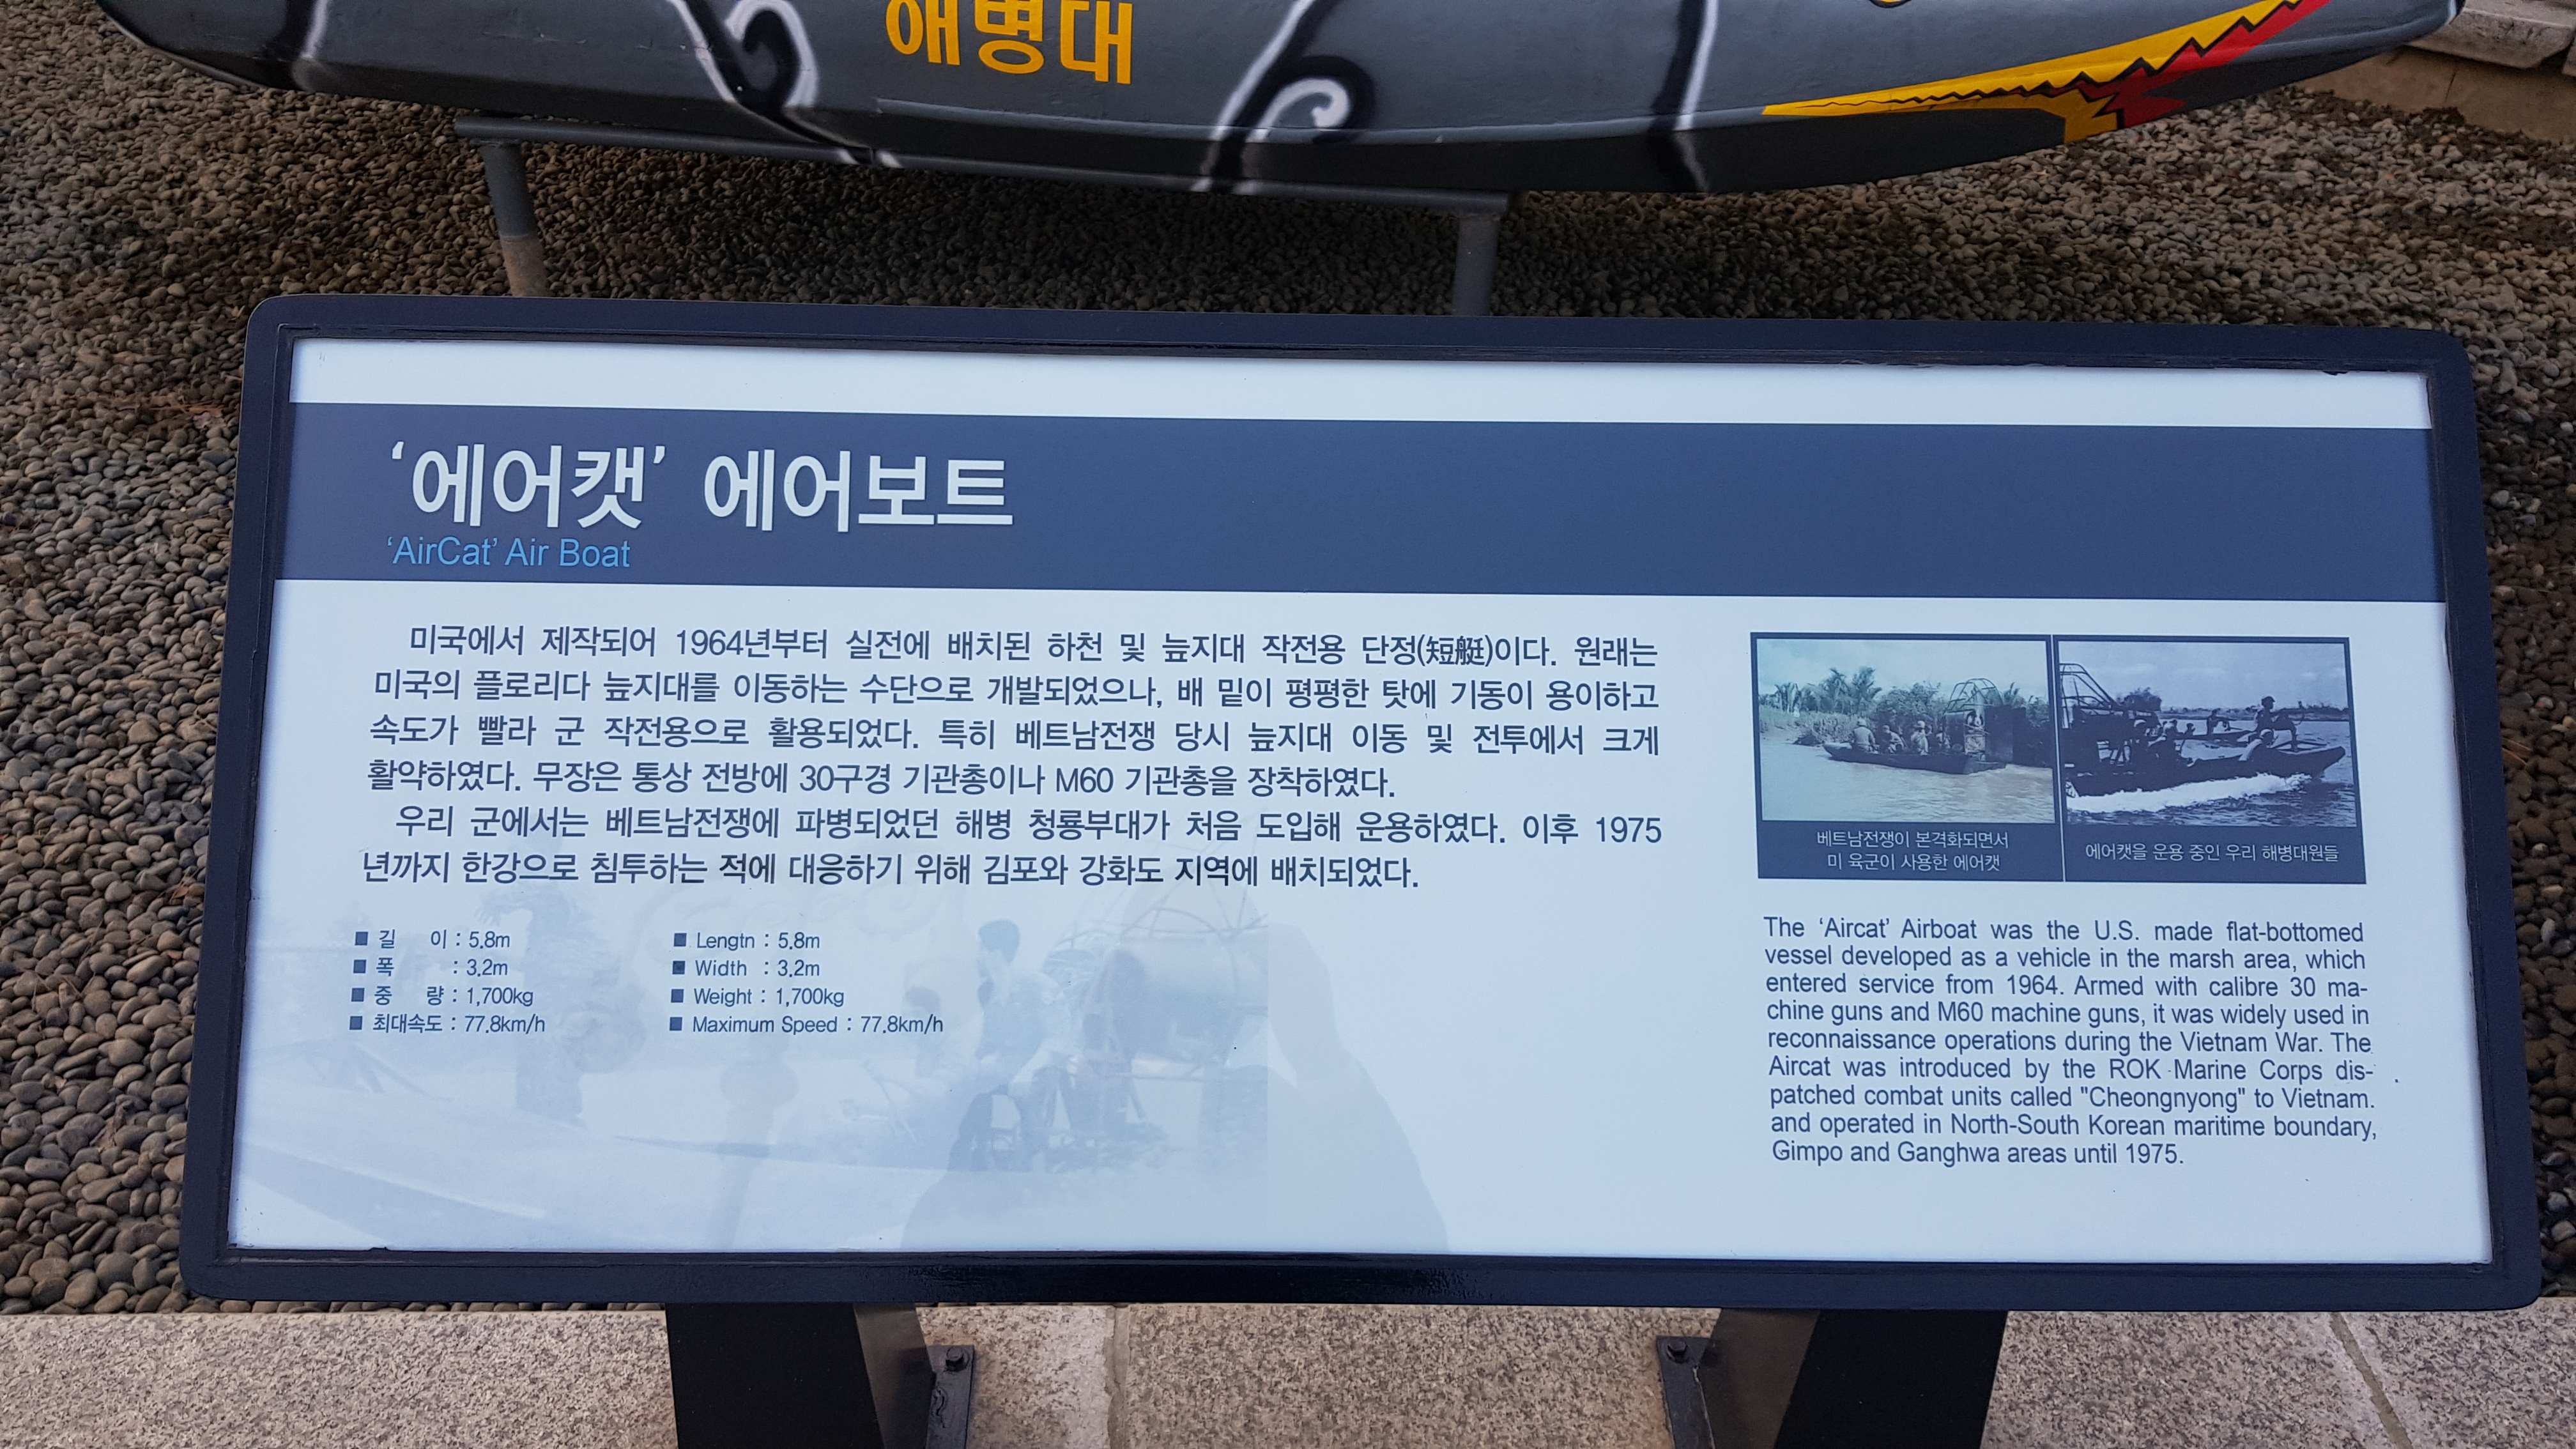 해병대
‘에어캣’ 에어보트
‘AirCat’ Air Boat
미국에서 제작되어 1964년부터 실전에 배치된 하천 및 늪지대 작전용 단정(短艇)이다. 원래는
미국의 플로리다 늪지대를 이동하는 수단으로 개발되었으나, 배 밑이 평평한 탓에 기동이 용이하고
속도가 빨라 군 작전용으로 활용되었다. 특히 베트남전쟁 당시 늪지대 이동 및 전투에서 크게
활약하였다. 무장은 통상 전방에 30구경 기관총이나 M60 기관총을 장착하였다.
우리 군에서는 베트남전쟁에 파병되었던 해병 청룡부대가 처음 도입해 운용하였다. 이후 1975
년까지 한강으로 침투하는 적에 대응하기 위해 김포와 강화도 지역에 배치되었다.
■ 길 이 : 5.8m
■ 폭 : 3.2m
■ 중 량 : 1,700kg
■ 최대속도 : 77.8km/h
■ Lengtn : 5.8m
■ Width : 3.2m
■ Weight : 1,700kg
■ Maximum Speed : 77.8km/h
베트남전쟁이 본격화되면서
미 육군이 사용한 에어캣
에어캣을 운용 중인 우리 해병대원들
The ‘Aircat’ Airboat was the U.S. made flat-bottomed
vessel developed as a vehicle in the marsh area, which
entered service from 1964. Armed with calibre 30 ma-
chine guns and M60 machine guns, it was widely used in
reconnaissance operations during the Vietnam War. The
Aircat was introduced by the ROK Marine Corps dis-
patched combat units called "Cheongnyong" to Vietnam.
and operated in North-South Korean maritime boundary,
Gimpo and Ganghwa areas until 1975.